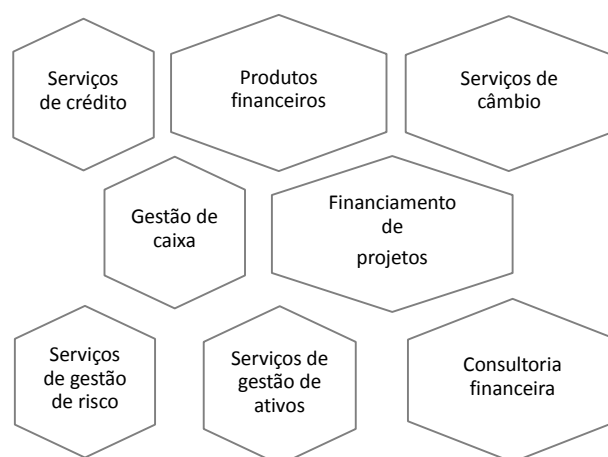 Serviços
de crédito
Produtos
financeiros
Serviços de
câmbio
Gestão de
caixa
Financiamento
de
projetos
Serviços
de gestão
de risco
Serviços de
gestão de
ativos
Consultoria
financeira